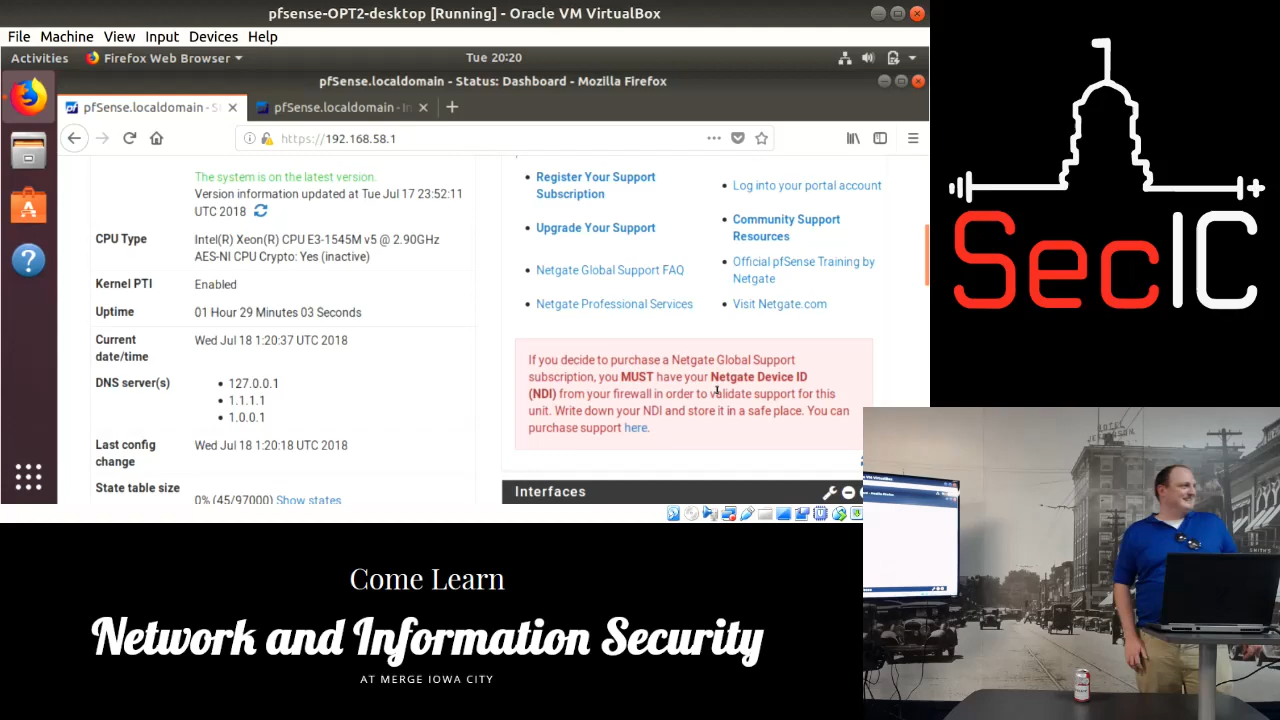 pfsense-OPT2-desktop [Running] - Oracle VM VirtualBox
File Machine View Input Devices Help
Activities Firefox Web Browser Tue 20:20
pfSense.localdomain - Status: Dashboard - Mozilla Firefox
pfSense.localdomain - S pfSense.localdomain - In
https://192.168.58.1
The system is on the latest version.
Version information updated at Tue Jul 17 23:52:11
UTC 2018
CPU Type
Intel(R) Xeon(R) CPU E3-1545M v5 @ 2.90GHz
AES-NI CPU Crypto: Yes (inactive)
Kernel PTI
Enabled
Uptime
01 Hour 29 Minutes 03 Seconds
Current
date/time
Wed Jul 18 1:20:37 UTC 2018
DNS server(s)
127.0.0.1
1.1.1.1
1.0.0.1
Last config
change
Wed Jul 18 1:20:18 UTC 2018
State table size
0% (45/97000) Show states
Register Your Support
Subscription
Log into your portal account
Upgrade Your Support
Community Support
Resources
Netgate Global Support FAQ
Official pfSense Training by
Netgate
Netgate Professional Services
Visit Netgate.com
If you decide to purchase a Netgate Global Support
subscription, you MUST have your Netgate Device ID
(NDI) from your firewall in order to validate support for this
unit. Write down your NDI and store it in a safe place. You can
purchase support here.
Interfaces
SecIC
HOTEL
JEFFERSON
Come Learn
Network and Information Security
AT MERGE IOWA CITY